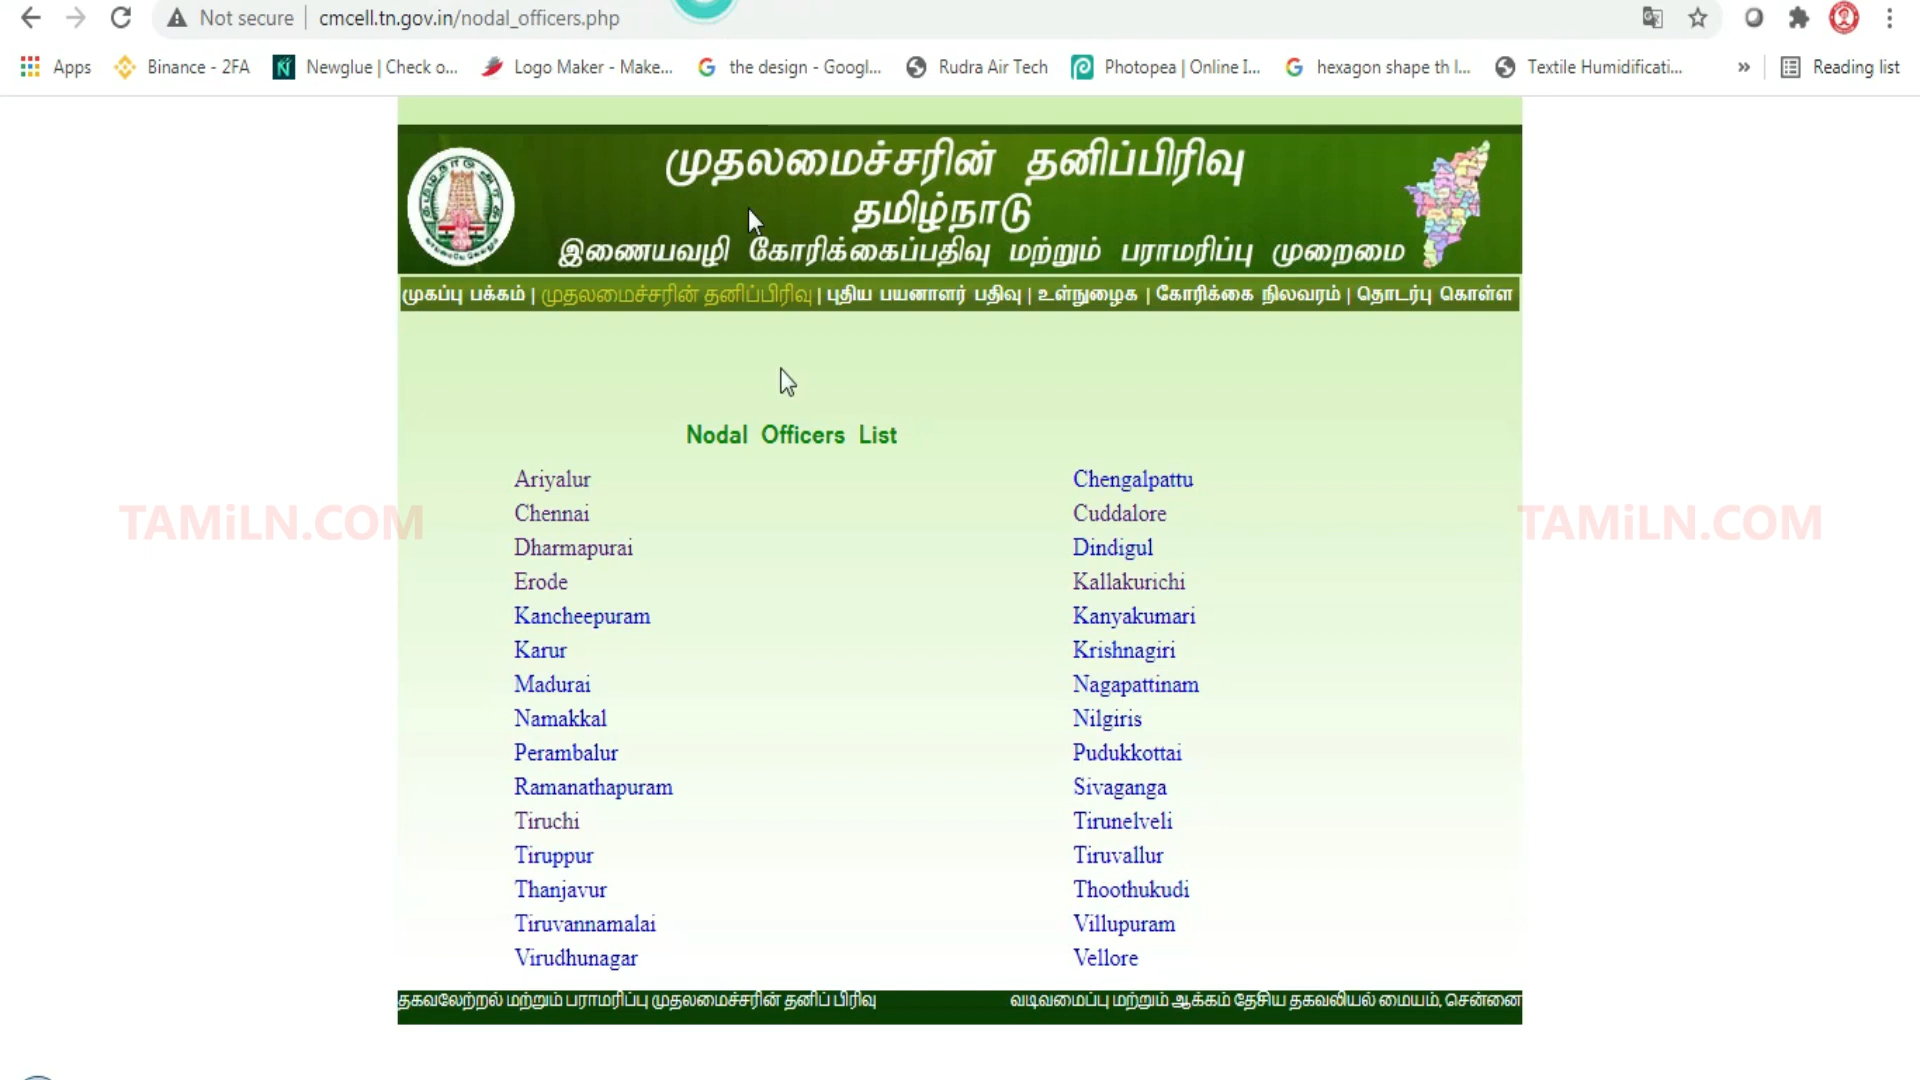 Not secure | cmcell.tn.gov.in/nodal_officers.php
Apps Binance - 2FA Newglue | Check o... Logo Maker - Make... the design - Googl... Rudra Air Tech Photopea | Online I... hexagon shape th I... Textile Humidificati... » Reading list
முதலமைச்சரின் தனிப்பிரிவு
தமிழ்நாடு
இணையவழி கோரிக்கைப்பதிவு மற்றும் பராமரிப்பு முறைமை
முகப்பு பக்கம் | முதலமைச்சரின் தனிப்பிரிவு | புதிய பயனாளர் பதிவு | உள்நுழைக | கோரிக்கை நிலவரம் | தொடர்பு கொள்ள
Nodal Officers List
Ariyalur Chengalpattu
Chennai Cuddalore
TAMiLN.COM TAMiLN.COM
Dharmapurai Dindigul
Erode Kallakurichi
Kancheepuram Kanyakumari
Karur Krishnagiri
Madurai Nagapattinam
Namakkal Nilgiris
Perambalur Pudukkottai
Ramanathapuram Sivaganga
Tiruchi Tirunelveli
Tiruppur Tiruvallur
Thanjavur Thoothukudi
Tiruvannamalai Villupuram
Virudhunagar Vellore
தகவலேற்றல் மற்றும் பராமரிப்பு முதலமைச்சரின் தனிப் பிரிவு வடிவமைப்பு மற்றும் ஆக்கம் தேசிய தகவலியல் மையம், சென்னை